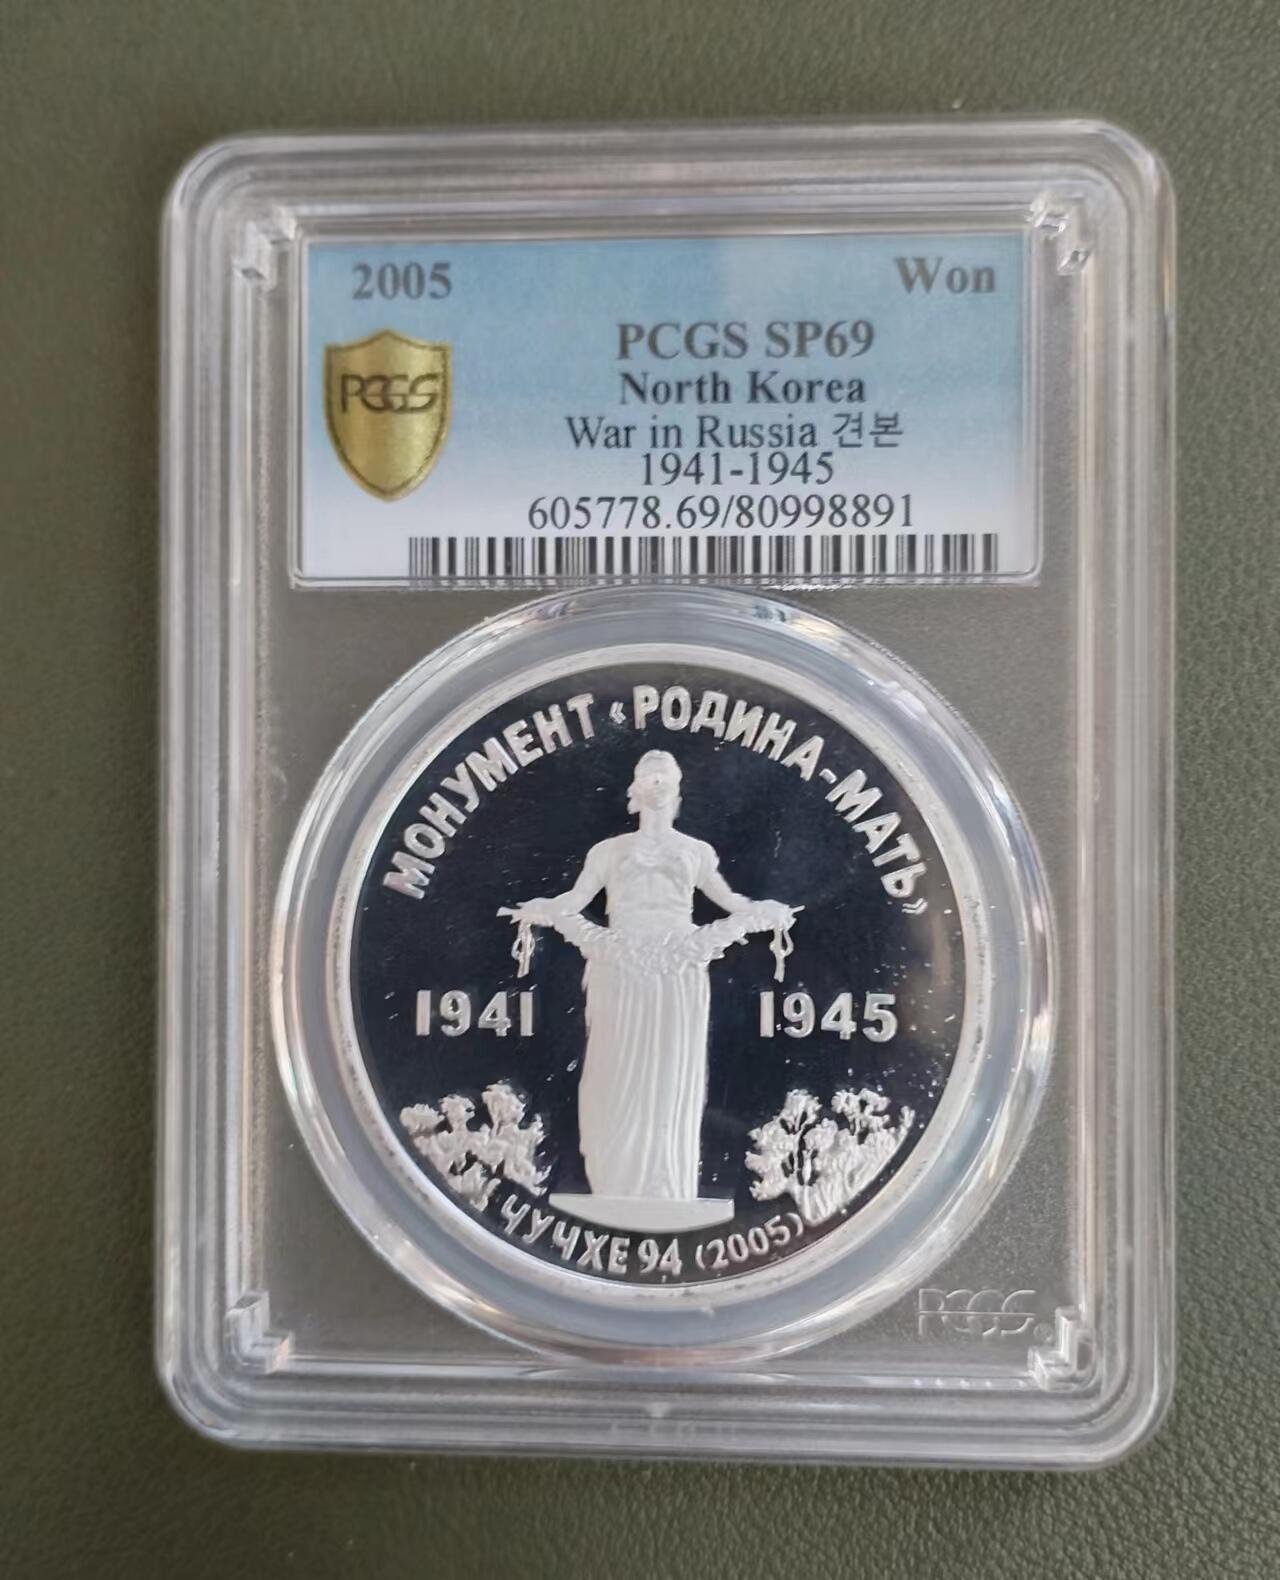 2005 Won
PCGS SP69
PCGS
North Korea
War in Russia 견본
1941-1945
605778.69/80998891
МОНУМЕНТ «РОДИНА-МАТЬ»
1941 1945
ЧУЧХЕ 94 (2005)
PCGS